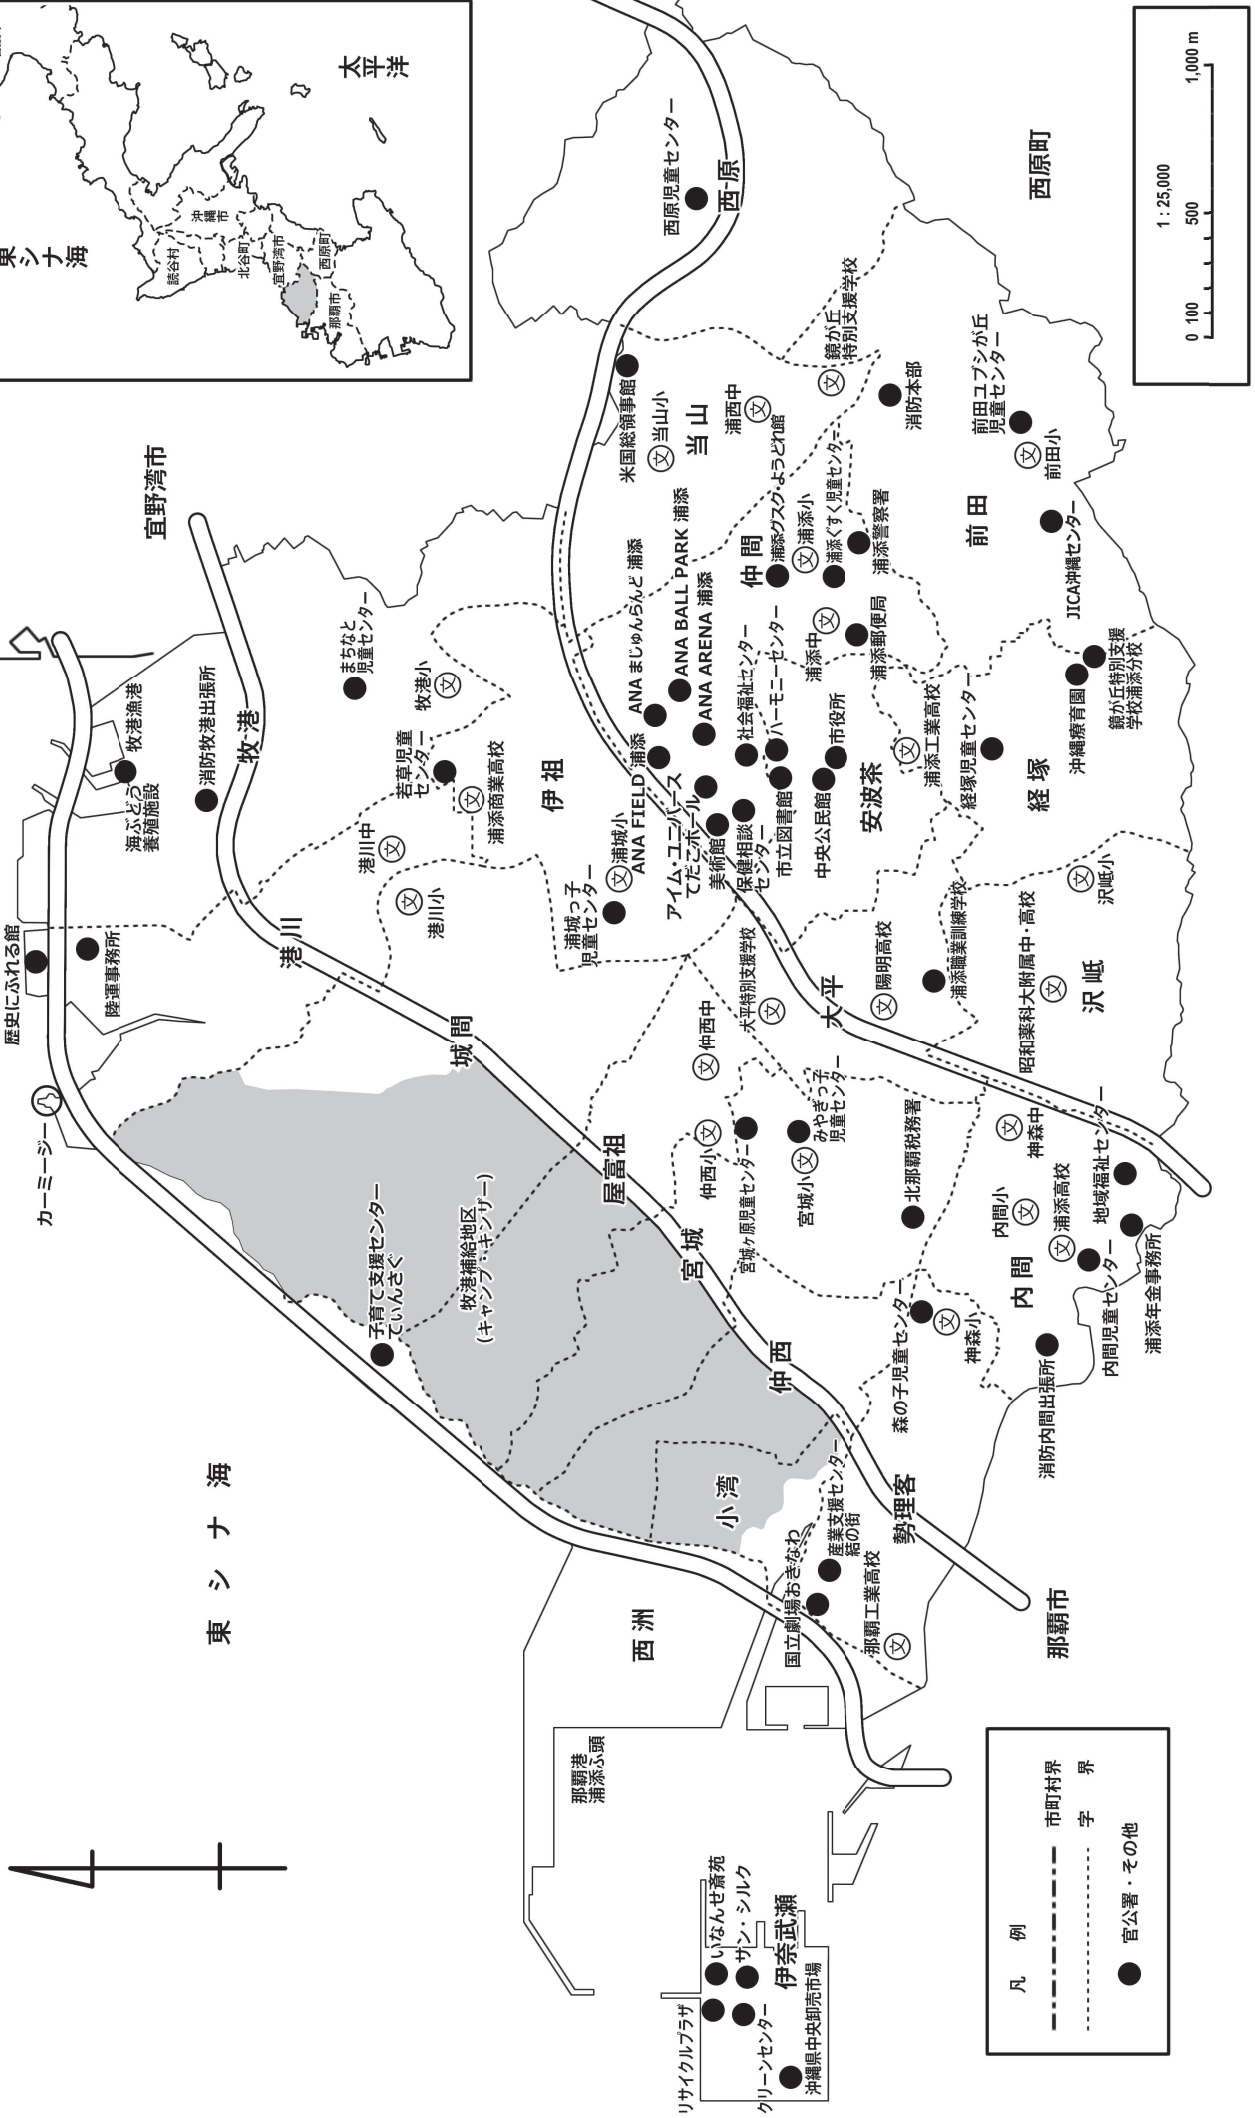 東シナ海
太平洋
読谷村
沖縄市
北谷町
宜野湾市
西原町
那覇市
1：25,000
0 100 500 1,000 m
宜野湾市
西原町
那覇市
東シナ海
西原児童センター
西原
米国総領事館
当山小
当山
浦西中
鏡が丘
特別支援学校
消防本部
前田ユブシが丘
児童センター
前田小
前田
JICA沖縄センター
仲間
浦添グスク・ようどれ館
浦添小
浦添ぐすく児童センター
浦添警察署
浦添中
浦添郵便局
ANA まじゅんらんど 浦添
ANA BALL PARK 浦添
ANA ARENA 浦添
ANA FIELD 浦添
社会福祉センター
ハーモニーセンター
市役所
アイム・ユニバース
てだこホール
美術館
保健相談
センター
市立図書館
中央公民館
安波茶
浦添工業高校
経塚児童センター
経塚
沖縄療育園
鏡が丘特別支援
学校浦添分校
まちなと
児童センター
牧港小
牧港漁港
海ぶどう
養殖施設
消防牧港出張所
牧港
若草児童
センター
浦添商業高校
伊祖
港川中
港川小
港川
浦城小
浦城っ子
児童センター
歴史にふれる館
陸運事務所
カーミージー
城間
大平特別支援学校
大平
陽明高校
浦添職業訓練学校
昭和薬科大附属中・高校
沢岻小
沢岻
仲西中
仲西小
屋富祖
宮城ヶ原児童センター
みやぎっ子
児童センター
宮城小
宮城
北那覇税務署
神森中
内間小
浦添高校
地域福祉センター
内間
内間児童センター
浦添年金事務所
森の子児童センター
神森小
消防内間出張所
子育て支援センター
ていんさぐ
牧港補給地区
(キャンプ・キンザー)
仲西
小湾
勢理客
産業支援センター
結の街
国立劇場おきなわ
那覇工業高校
西洲
那覇港
浦添ふ頭
いなんせ斎苑
サン・シルク
伊奈武瀬
リサイクルプラザ
クリーンセンター
沖縄県中央卸売市場
凡例
市町村界
字界
官公署・その他